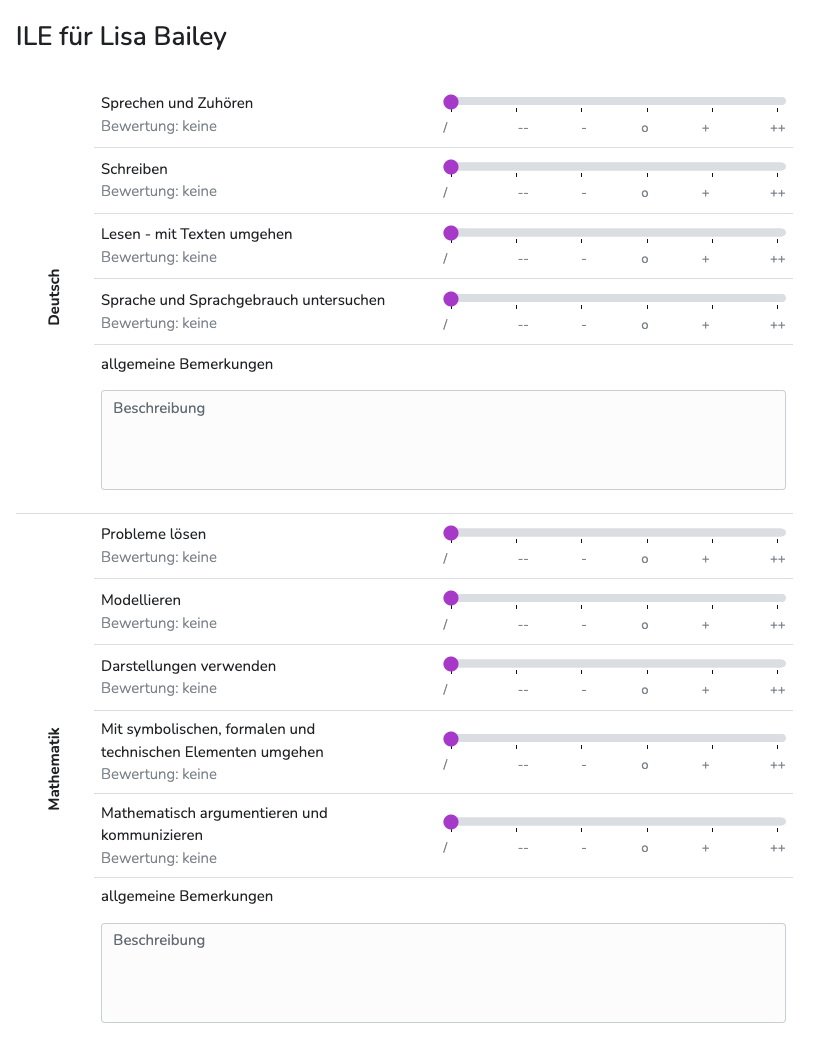 ILE für Lisa Bailey
Deutsch
Sprechen und Zuhören
Bewertung: keine
/ -- - o + ++
Schreiben
Bewertung: keine
/ -- - o + ++
Lesen - mit Texten umgehen
Bewertung: keine
/ -- - o + ++
Sprache und Sprachgebrauch untersuchen
Bewertung: keine
/ -- - o + ++
allgemeine Bemerkungen
Beschreibung
Mathematik
Probleme lösen
Bewertung: keine
/ -- - o + ++
Modellieren
Bewertung: keine
/ -- - o + ++
Darstellungen verwenden
Bewertung: keine
/ -- - o + ++
Mit symbolischen, formalen und
technischen Elementen umgehen
Bewertung: keine
/ -- - o + ++
Mathematisch argumentieren und
kommunizieren
Bewertung: keine
/ -- - o + ++
allgemeine Bemerkungen
Beschreibung